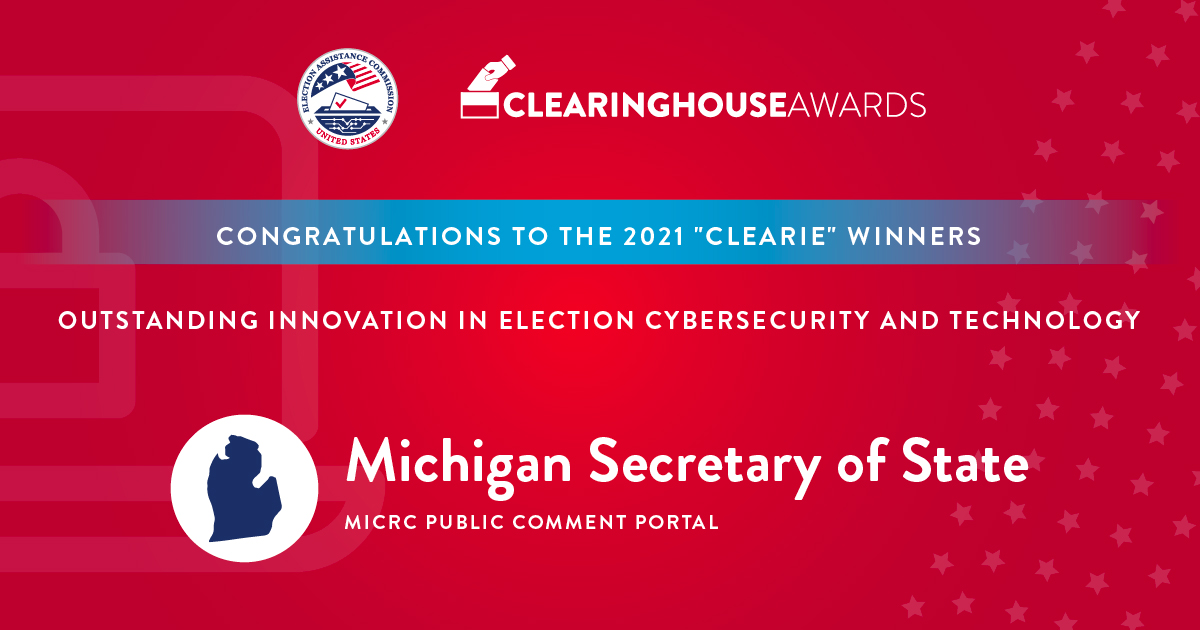 ELECTION ASSISTANCE COMMISSION
UNITED STATES
CLEARINGHOUSEAWARDS
CONGRATULATIONS TO THE 2021 "CLEARIE" WINNERS
OUTSTANDING INNOVATION IN ELECTION CYBERSECURITY AND TECHNOLOGY
Michigan Secretary of State
MICRC PUBLIC COMMENT PORTAL